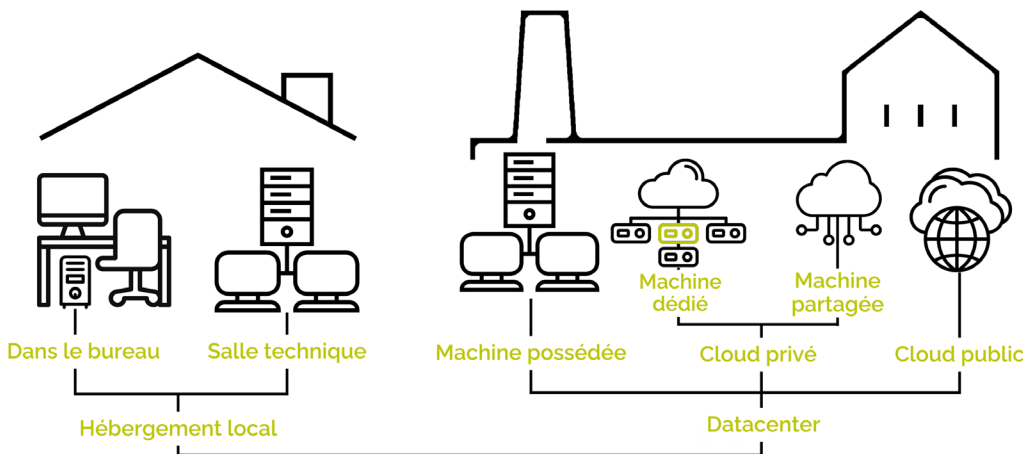 Machine
dédié
Machine
partagée
Dans le bureau
Salle technique
Machine possédée
Cloud privé
Cloud public
Hébergement local
Datacenter